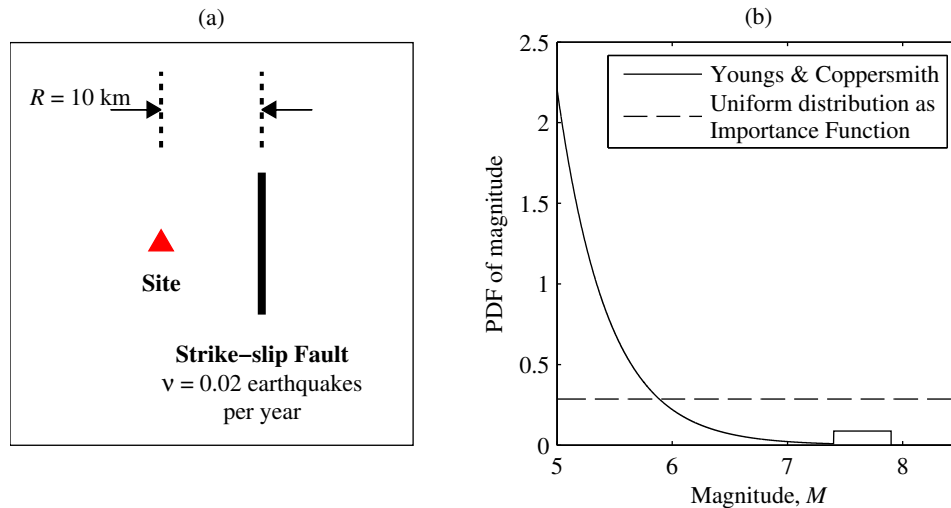 (a)
R = 10 km
Site
Strike−slip Fault
ν = 0.02 earthquakes
per year
(b)
PDF of magnitude
2.5
2
1.5
1
0.5
0
Youngs & Coppersmith
Uniform distribution as
Importance Function
5 6 7 8
Magnitude, M